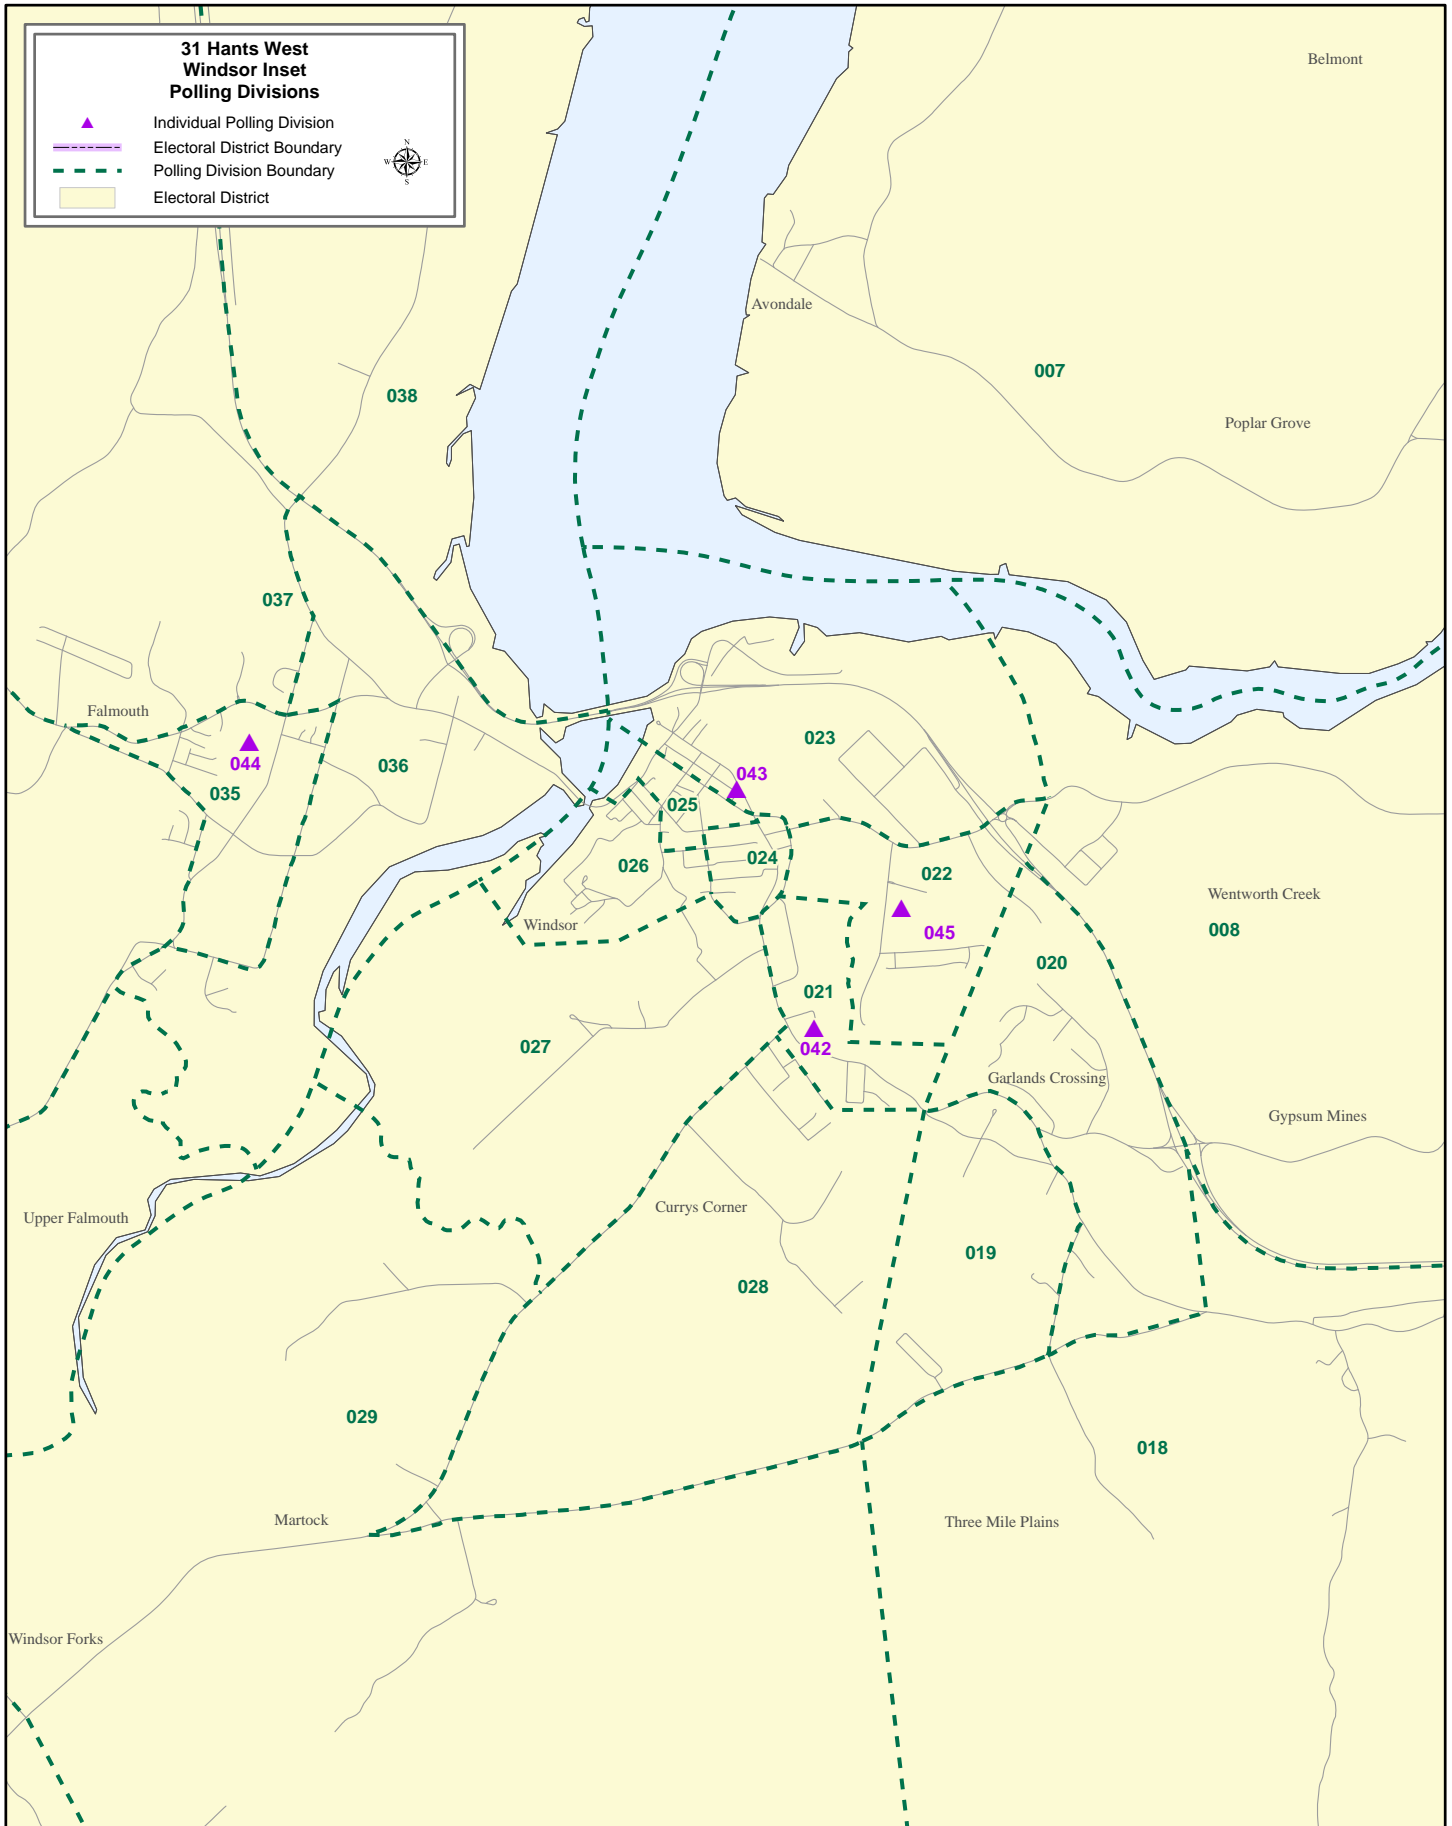 31 Hants West
Windsor Inset
Polling Divisions
Individual Polling Division
Electoral District Boundary
Polling Division Boundary
Electoral District
N
W E
S
Belmont
Avondale
007
038
Poplar Grove
037
Falmouth
044
035
036
023
043
025
026
024
022
Wentworth Creek
008
Windsor
045
020
021
027
042
Garlands Crossing
Gypsum Mines
Upper Falmouth
Currys Corner
019
028
029
018
Martock
Three Mile Plains
Windsor Forks